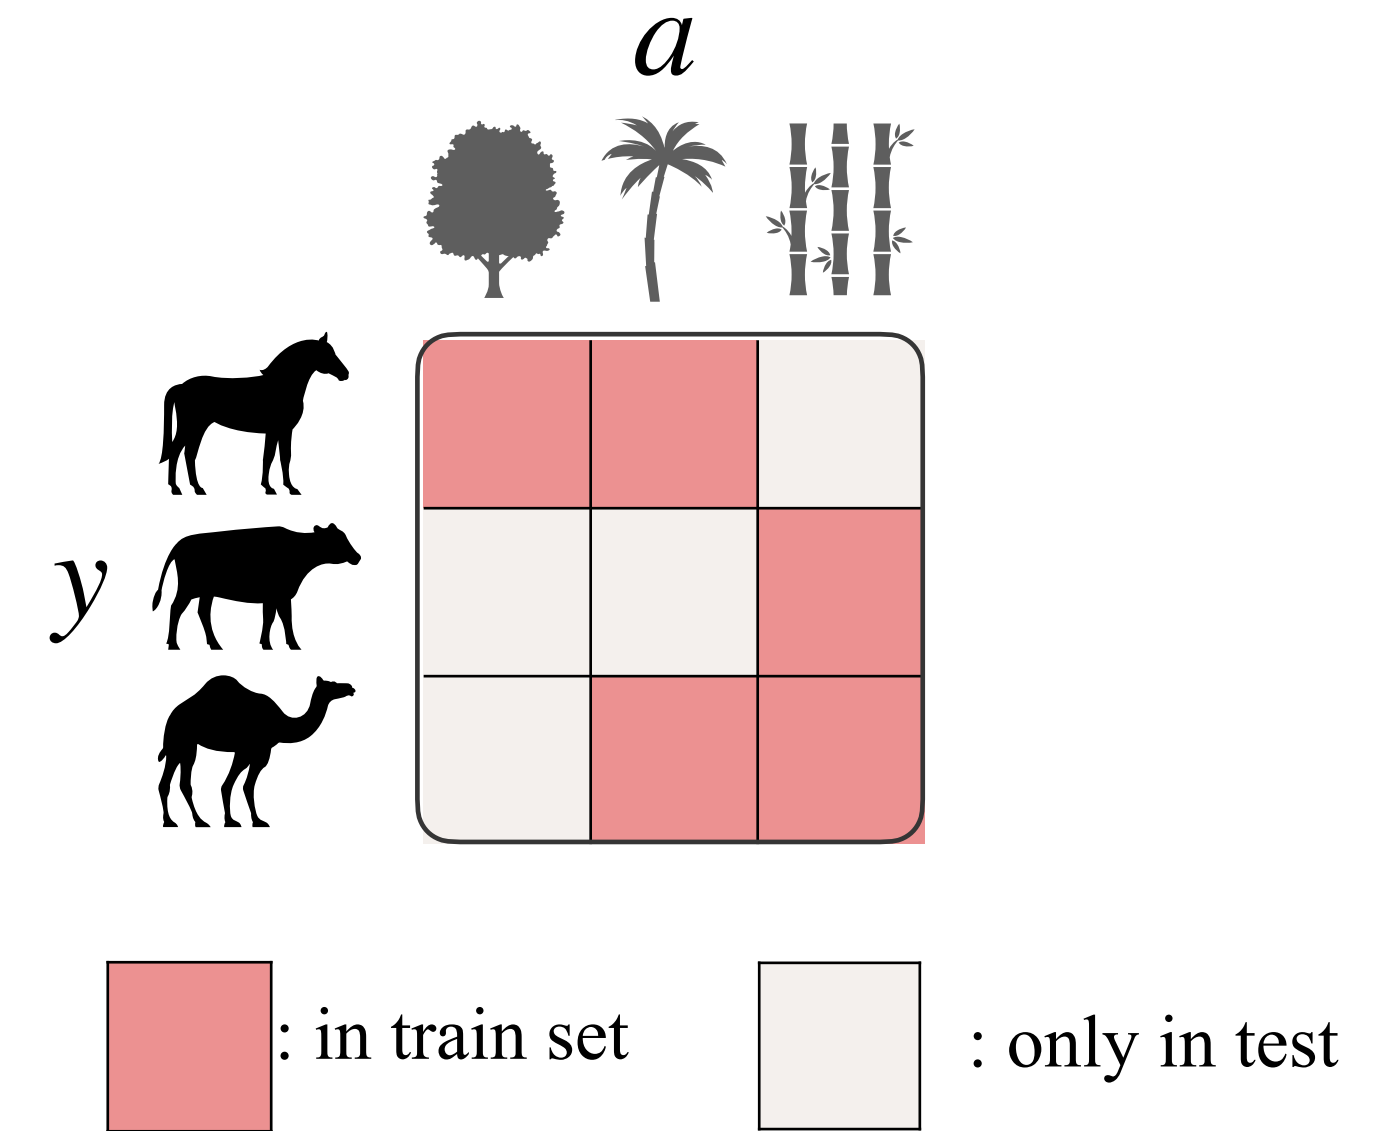 a
y
: in train set
: only in test